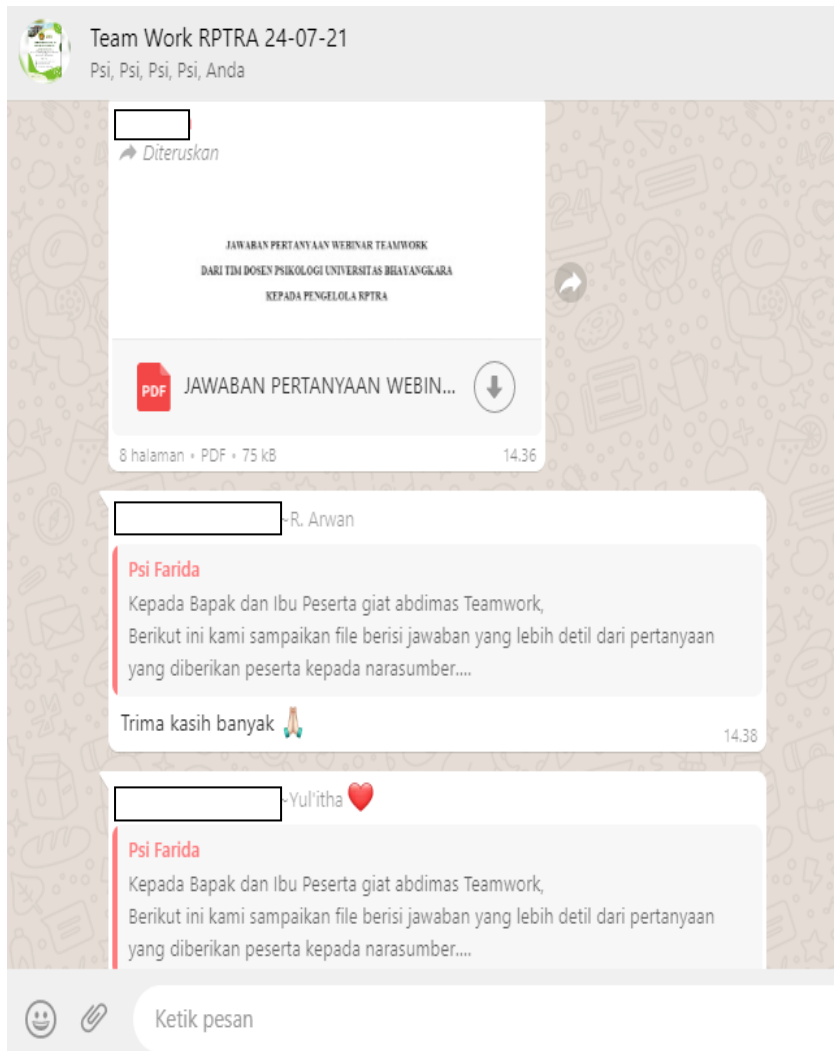 Team Work RPTRA 24-07-21
Psi, Psi, Psi, Psi, Anda
Diteruskan
JAWABAN PERTANYAAN WEBINAR TEAMWORK
DARI TIM DOSEN PSIKOLOGI UNIVERSITAS BHAYANGKARA
KEPADA PENGELOLA RPTRA
PDF
JAWABAN PERTANYAAN WEBIN...
8 halaman • PDF • 75 kB
14.36
~R. Arwan
Psi Farida
Kepada Bapak dan Ibu Peserta giat abdimas Teamwork,
Berikut ini kami sampaikan file berisi jawaban yang lebih detil dari pertanyaan
yang diberikan peserta kepada narasumber....
Trima kasih banyak 🙏🏻
14.38
~Yul'itha ❤️
Psi Farida
Kepada Bapak dan Ibu Peserta giat abdimas Teamwork,
Berikut ini kami sampaikan file berisi jawaban yang lebih detil dari pertanyaan
yang diberikan peserta kepada narasumber....
Ketik pesan